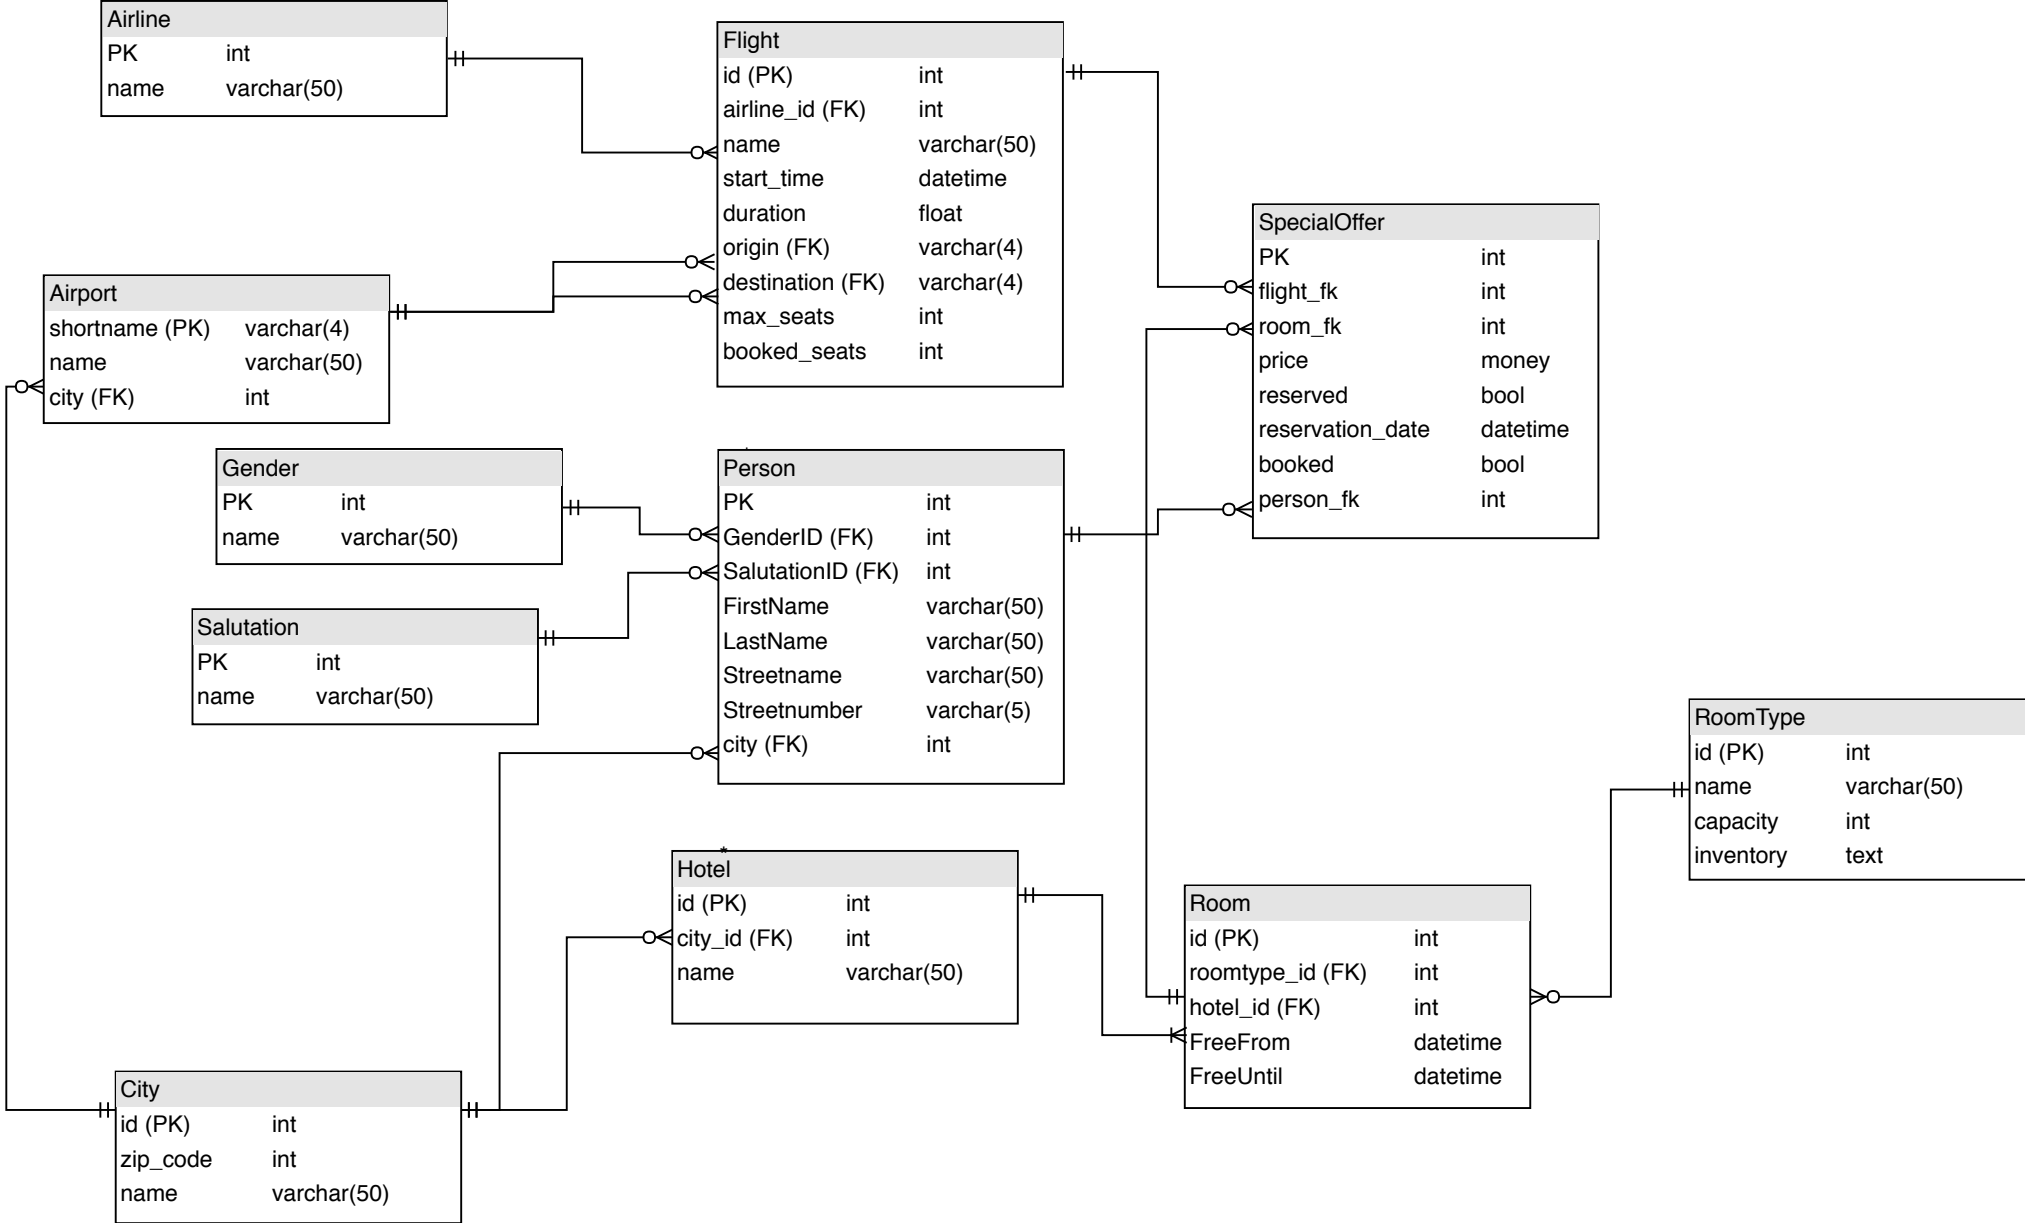 Airline
PK int
name varchar(50)
Flight
id (PK) int
airline_id (FK) int
name varchar(50)
start_time datetime
duration float
origin (FK) varchar(4)
destination (FK) varchar(4)
max_seats int
booked_seats int
SpecialOffer
PK int
flight_fk int
room_fk int
price money
reserved bool
reservation_date datetime
booked bool
person_fk int
Airport
shortname (PK) varchar(4)
name varchar(50)
city (FK) int
Gender
PK int
name varchar(50)
Person
PK int
GenderID (FK) int
SalutationID (FK) int
FirstName varchar(50)
LastName varchar(50)
Streetname varchar(50)
Streetnumber varchar(5)
city (FK) int
Salutation
PK int
name varchar(50)
RoomType
id (PK) int
name varchar(50)
capacity int
inventory text
*
Hotel
id (PK) int
city_id (FK) int
name varchar(50)
Room
id (PK) int
roomtype_id (FK) int
hotel_id (FK) int
FreeFrom datetime
FreeUntil datetime
City
id (PK) int
zip_code int
name varchar(50)